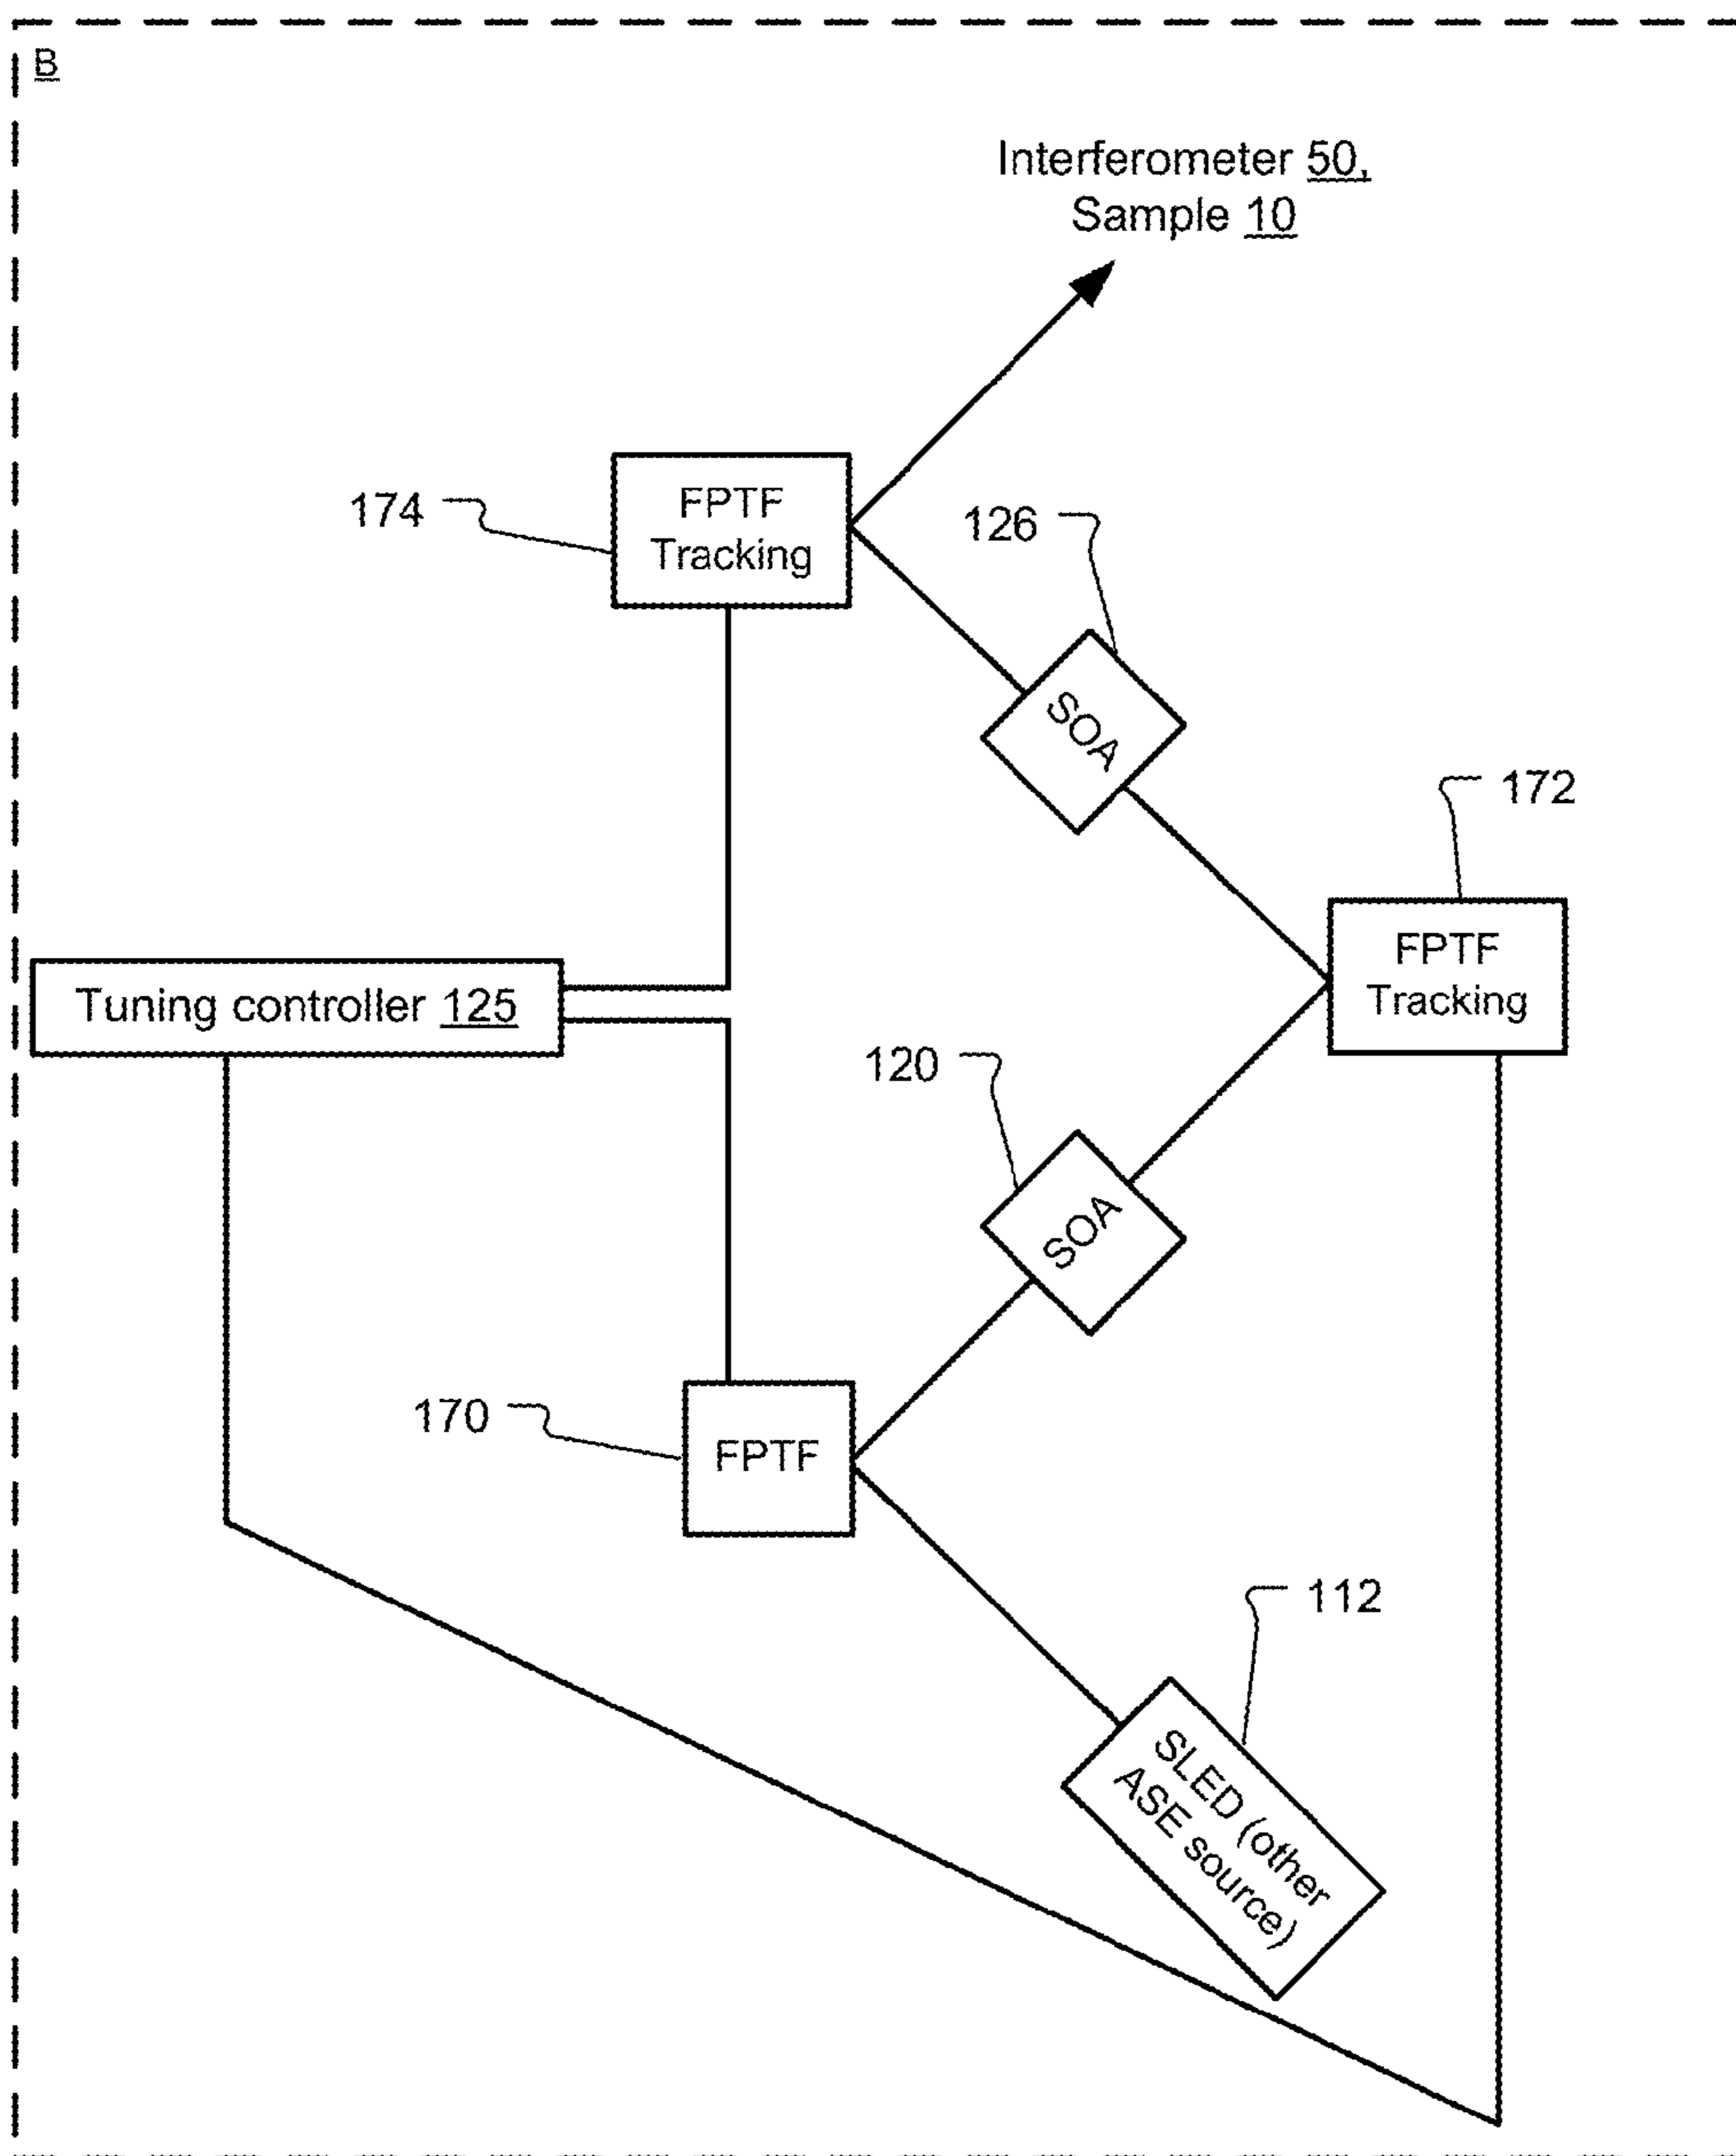 B
Interferometer 50,
Sample 10
174
FPTF
Tracking
126
SOA
172
FPTF
Tracking
Tuning controller 125
120
SOA
170
FPTF
112
SLED (other
ASE source)